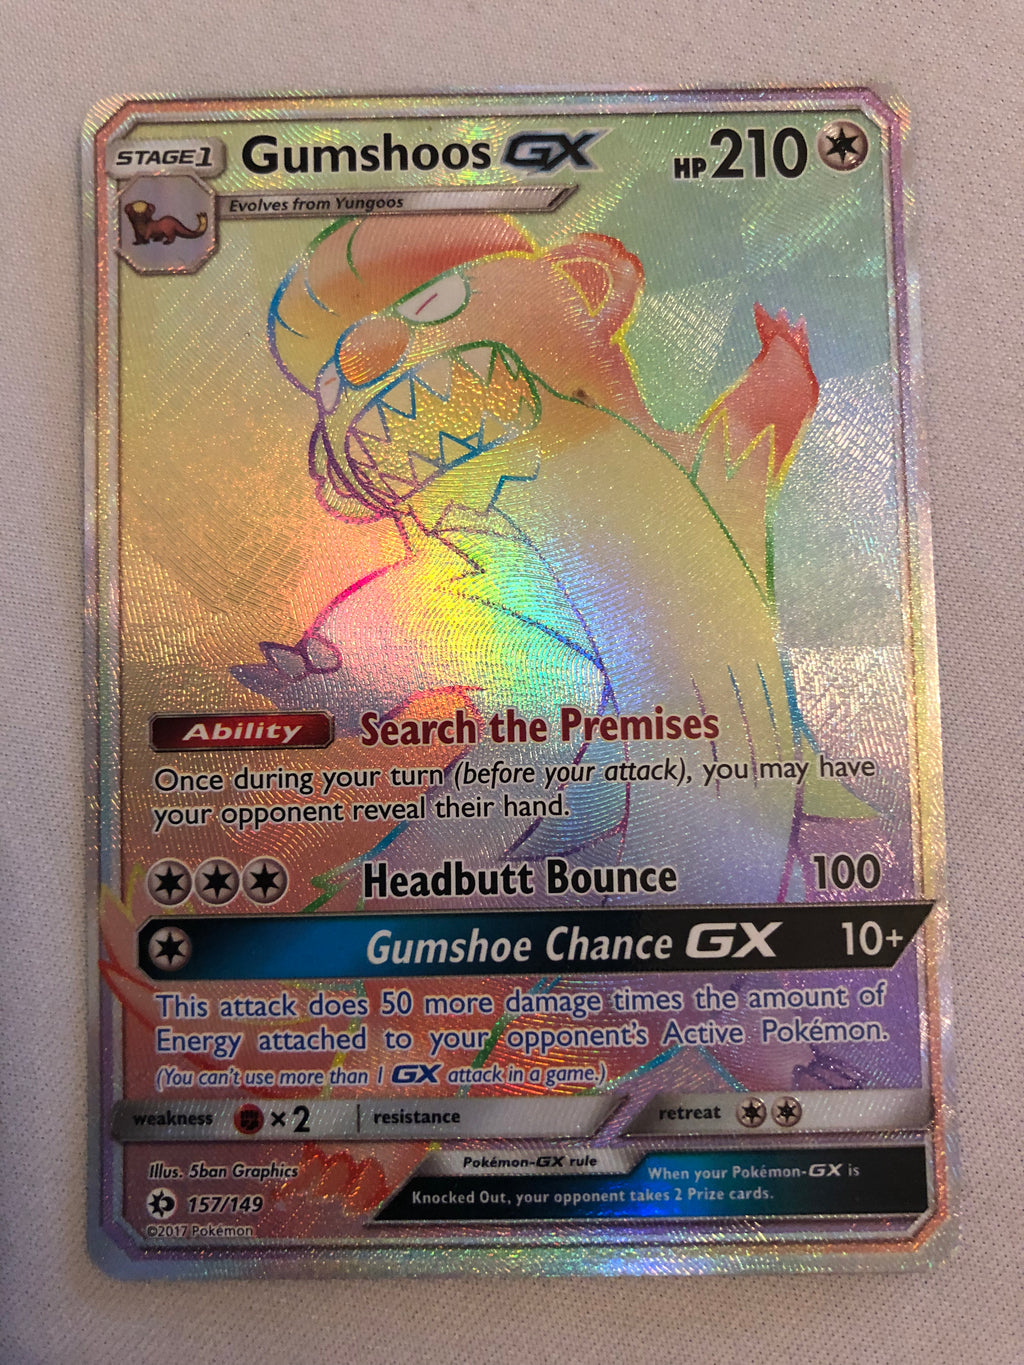 STAGE1 Gumshoos GX HP 210
Evolves from Yungoos
Ability Search the Premises
Once during your turn (before your attack), you may have
your opponent reveal their hand.
Headbutt Bounce 100
Gumshoe Chance GX 10+
This attack does 50 more damage times the amount of
Energy attached to your opponent's Active Pokémon.
(You can't use more than 1 GX attack in a game.)
weakness ×2 resistance retreat
Illus. 5ban Graphics
157/149
©2017 Pokémon
Pokémon-GX rule
When your Pokémon-GX is
Knocked Out, your opponent takes 2 Prize cards.